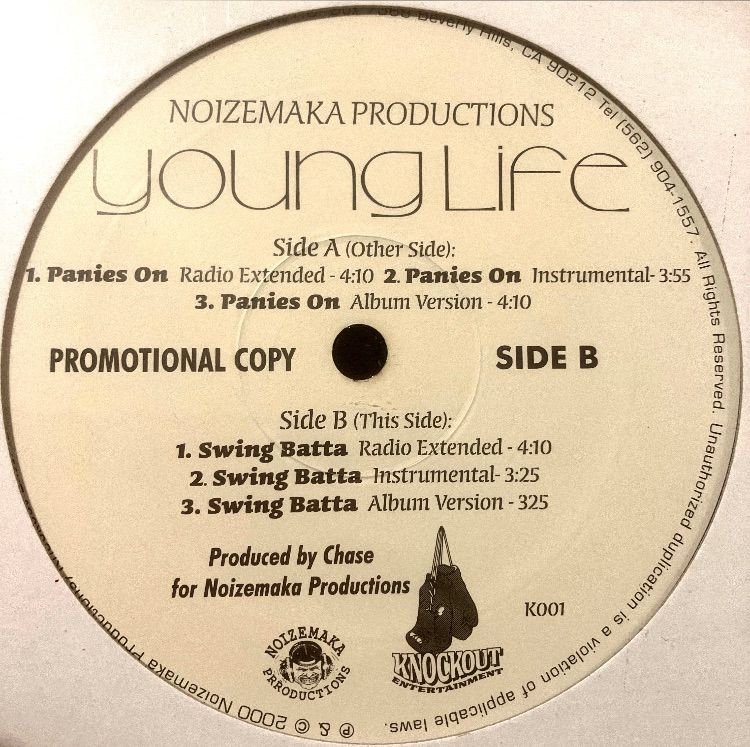 NOIZEMAKA PRODUCTIONS
young Life
Side A (Other Side):
1. Panies On Radio Extended - 4:10 2. Panies On Instrumental- 3:55
3. Panies On Album Version - 4:10
PROMOTIONAL COPY
SIDE B
Side B (This Side):
1. Swing Batta Radio Extended - 4:10
2. Swing Batta Instrumental- 3:25
3. Swing Batta Album Version - 325
Produced by Chase
for Noizemaka Productions
K001
NOIZEMAKA
PRRODUCTIONS
KNOCKOUT
ENTERTAINMENT
℗ & © 2000 Noizemaka Productions/
Beverly Hills, CA 90212 Tel (562) 904-1557. All Rights Reserved. Unauthorized duplication is a violation of applicable laws.